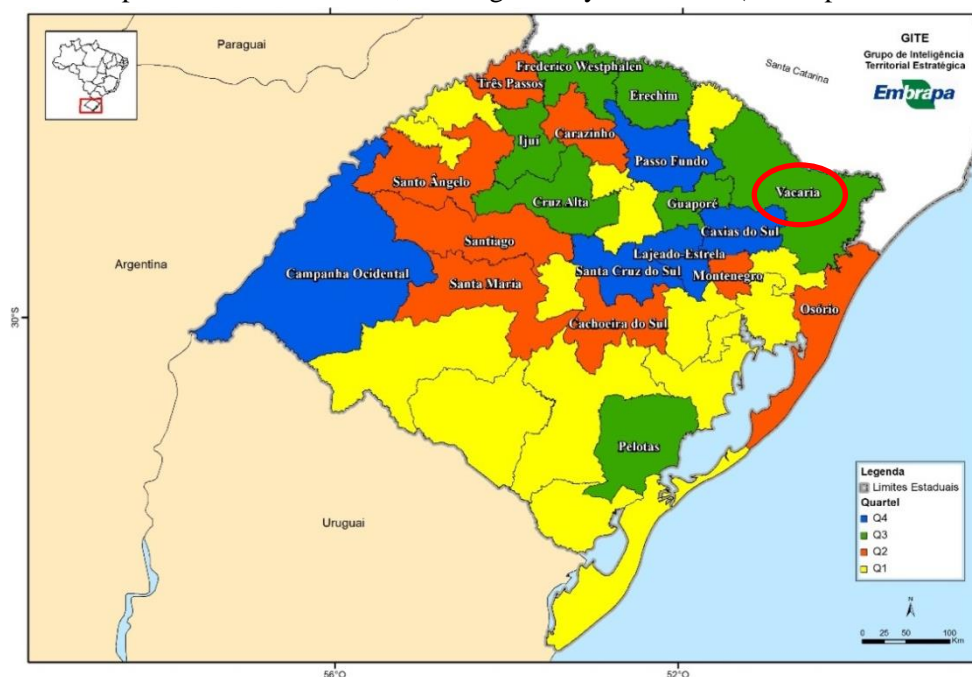 GITE
Grupo de Inteligência
Territorial Estratégica
Embrapa
Paraguai
Santa Catarina
Frederico Westphalen
Três Passos
Erechim
Ijuí
Carazinho
Passo Fundo
Santo Ângelo
Vacaria
Cruz Alta
Guaporé
Caxias do Sul
Santiago
Lajeado-Estrela
Argentina
Campanha Ocidental
Santa Cruz do Sul
Montenegro
Santa Maria
Osório
30°S
Cachoeira do Sul
Pelotas
Uruguai
Legenda
Limites Estaduais
Quartel
Q4
Q3
Q2
Q1
N
0 25 50 100
Km
56°W
52°W